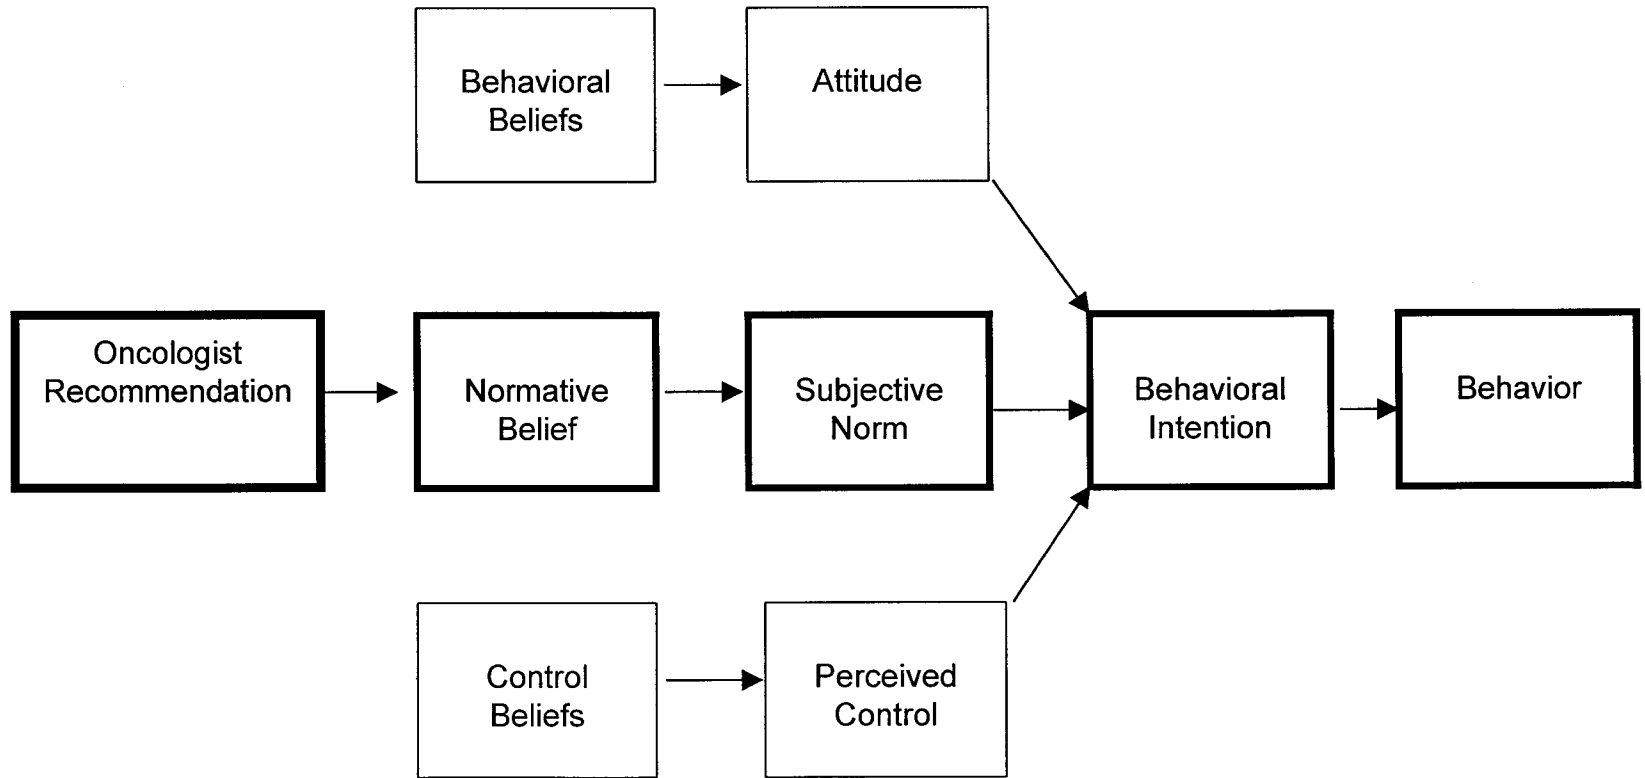 Behavioral
Beliefs
Attitude
Oncologist
Recommendation
Normative
Belief
Subjective
Norm
Behavioral
Intention
Behavior
Control
Beliefs
Perceived
Control